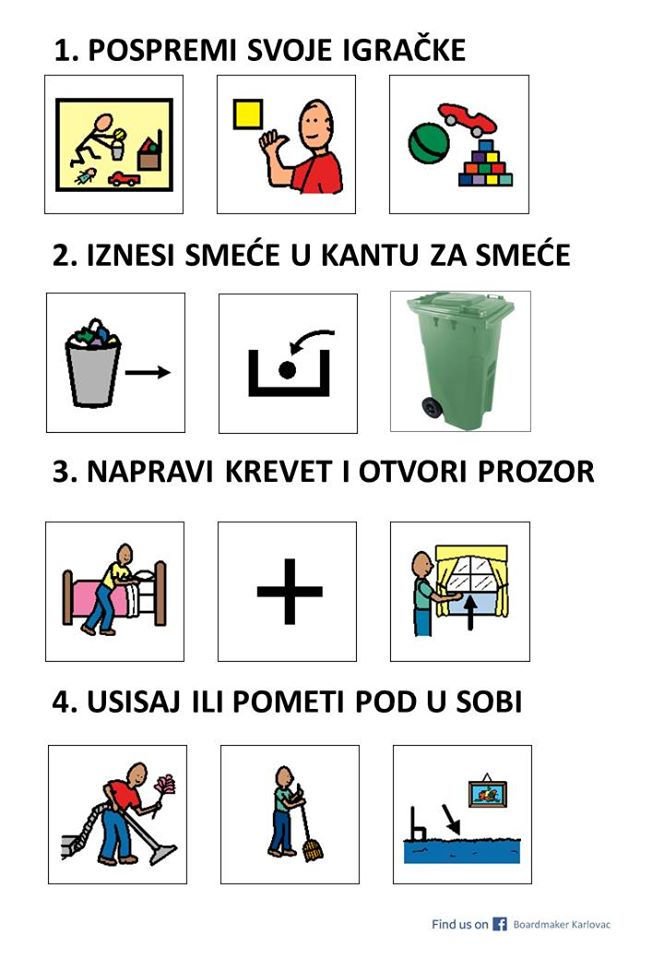 1. POSPREMI SVOJE IGRAČKE
2. IZNESI SMEĆE U KANTU ZA SMEĆE
3. NAPRAVI KREVET I OTVORI PROZOR
4. USISAJ ILI POMETI POD U SOBI
Find us on f Boardmaker Karlovac